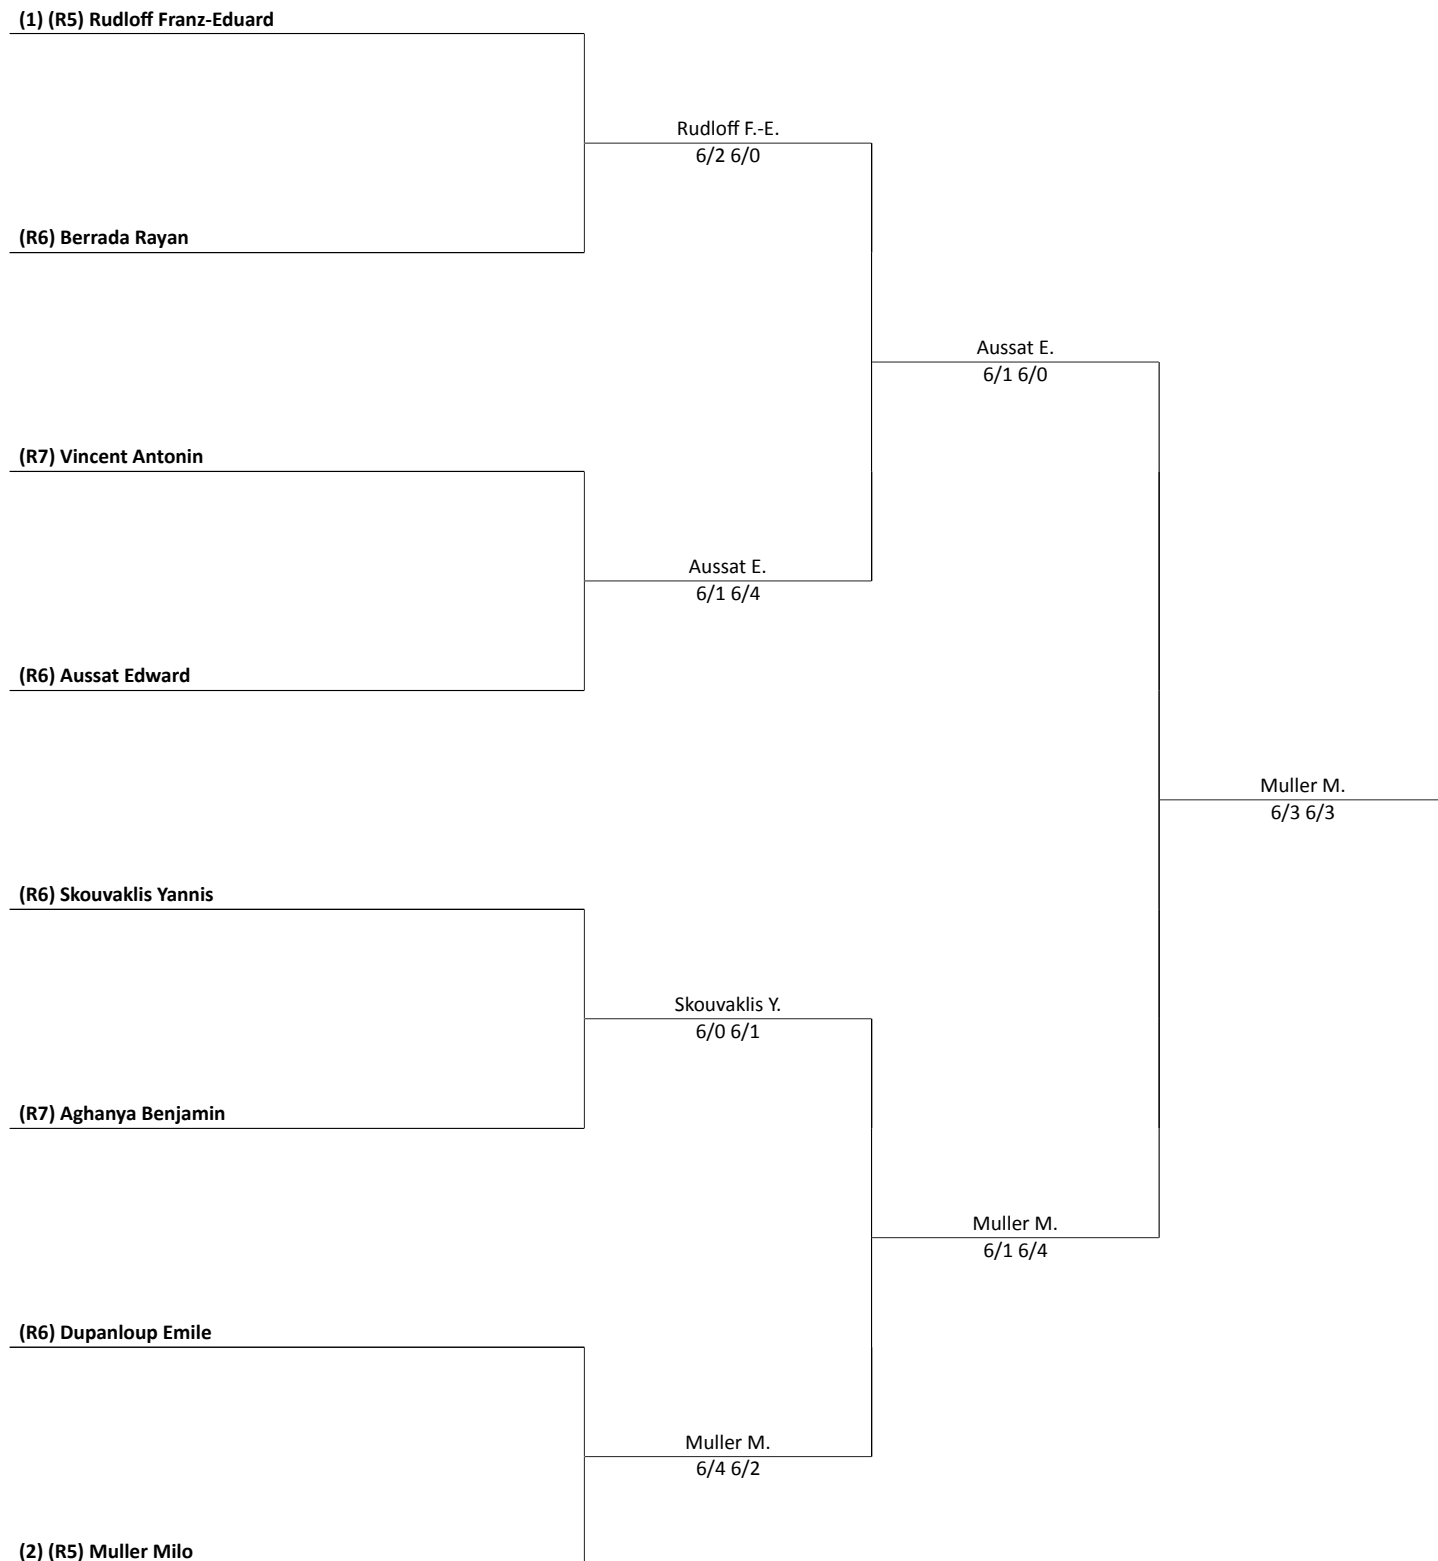 (1) (R5) Rudloff Franz-Eduard
Rudloff F.-E.
6/2 6/0
(R6) Berrada Rayan
Aussat E.
6/1 6/0
(R7) Vincent Antonin
Aussat E.
6/1 6/4
(R6) Aussat Edward
Muller M.
6/3 6/3
(R6) Skouvaklis Yannis
Skouvaklis Y.
6/0 6/1
(R7) Aghanya Benjamin
Muller M.
6/1 6/4
(R6) Dupanloup Emile
Muller M.
6/4 6/2
(2) (R5) Muller Milo